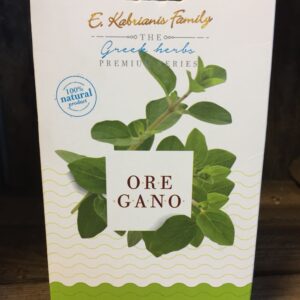 E. Kabrianis Family
THE
Greek herbs
PREMIUM SERIES
100%
natural
product
ORE
GANO